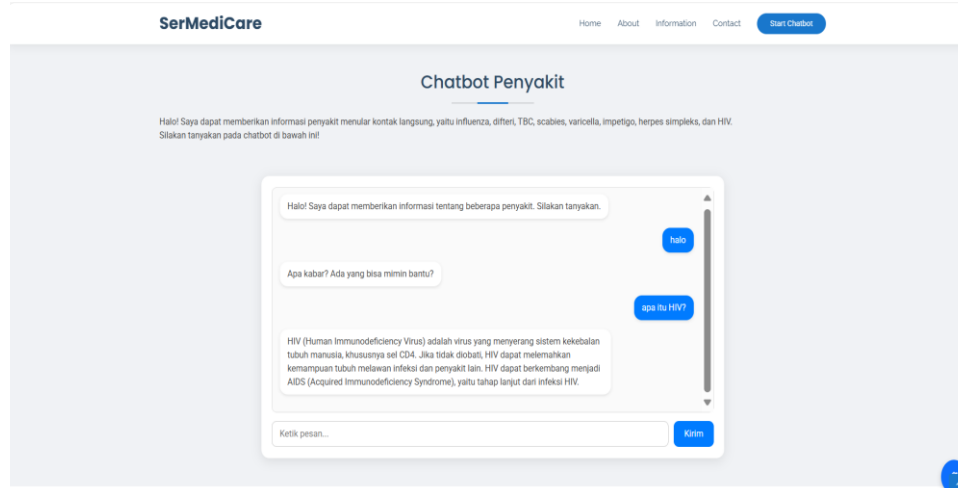 SerMediCare
Home About Information Contact Start Chatbot
Chatbot Penyakit
Halo! Saya dapat memberikan informasi penyakit menular kontak langsung, yaitu influenza, difteri, TBC, scabies, varicella, impetigo, herpes simpleks, dan HIV.
Silakan tanyakan pada chatbot di bawah ini!
Halo! Saya dapat memberikan informasi tentang beberapa penyakit. Silakan tanyakan.
halo
Apa kabar? Ada yang bisa mimin bantu?
apa itu HIV?
HIV (Human Immunodeficiency Virus) adalah virus yang menyerang sistem kekebalan
tubuh manusia, khususnya sel CD4. Jika tidak diobati, HIV dapat melemahkan
kemampuan tubuh melawan infeksi dan penyakit lain. HIV dapat berkembang menjadi
AIDS (Acquired Immunodeficiency Syndrome), yaitu tahap lanjut dari infeksi HIV.
Ketik pesan...
Kirim